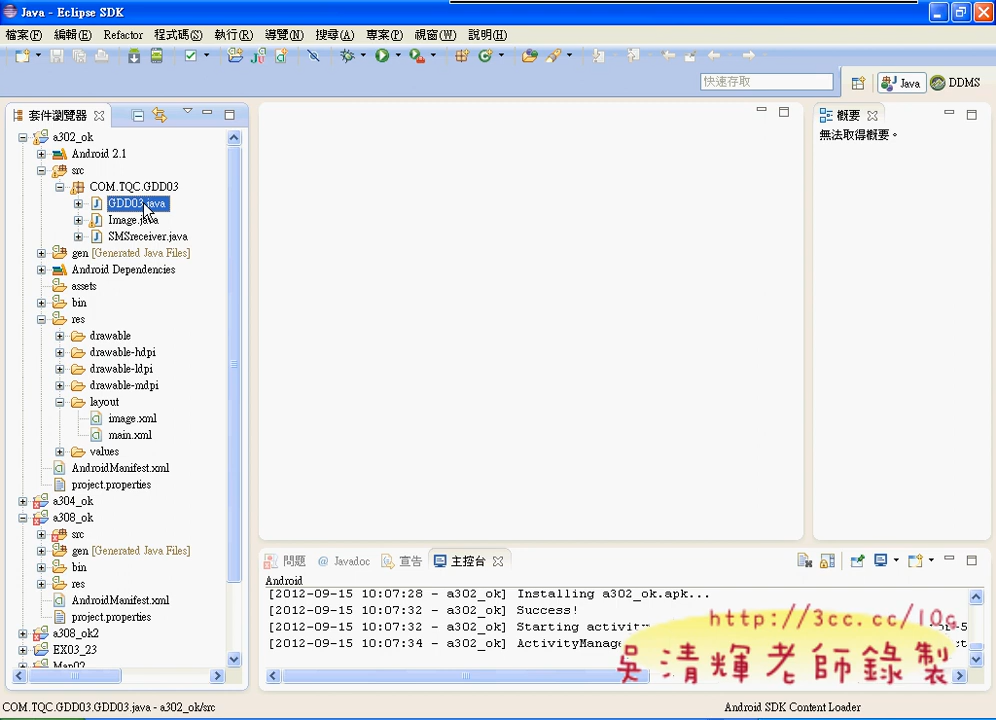 Java - Eclipse SDK
檔案(F) 編輯(E) Refactor 程式碼(S) 執行(R) 導覽(N) 搜尋(A) 專案(P) 視窗(W) 說明(H)
快速存取
Java
DDMS
套件瀏覽器
概要
無法取得概要。
a302_ok
Android 2.1
src
COM.TQC.GDD03
GDD03.java
Image.java
SMSreceiver.java
gen [Generated Java Files]
Android Dependencies
assets
bin
res
drawable
drawable-hdpi
drawable-ldpi
drawable-mdpi
layout
image.xml
main.xml
values
AndroidManifest.xml
project.properties
a304_ok
a308_ok
src
gen [Generated Java Files]
bin
res
AndroidManifest.xml
project.properties
a308_ok2
EX03_23
Map02
問題 @ Javadoc 宣告 主控台
Android
[2012-09-15 10:07:28 - a302_ok] Installing a302_ok.apk...
[2012-09-15 10:07:32 - a302_ok] Success!
[2012-09-15 10:07:32 - a302_ok] Starting activit
[2012-09-15 10:07:34 - a302_ok] ActivityManage
http://3cc.cc/10c
吳清輝老師錄製
COM.TQC.GDD03.GDD03.java - a302_ok/src
Android SDK Content Loader